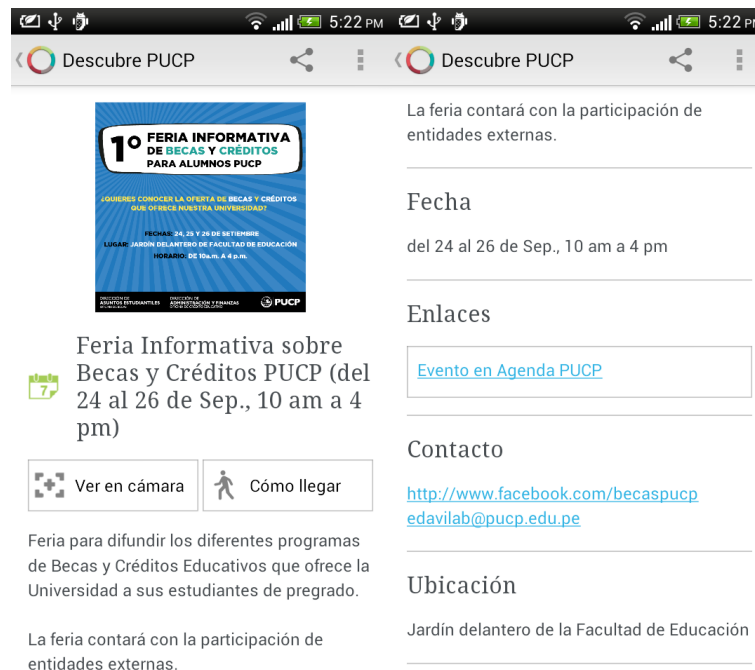 5:22 PM
Descubre PUCP
1º FERIA INFORMATIVA
DE BECAS Y CRÉDITOS
PARA ALUMNOS PUCP
¿QUIERES CONOCER LA OFERTA DE BECAS Y CRÉDITOS
QUE OFRECE NUESTRA UNIVERSIDAD?
FECHAS: 24, 25 Y 26 DE SETIEMBRE
LUGAR: JARDÍN DELANTERO DE FACULTAD DE EDUCACIÓN
HORARIO: DE 10a.m. A 4 p.m.
DIRECCIÓN DE
ASUNTOS ESTUDIANTILES
DIRECCIÓN DE
ADMINISTRACIÓN Y FINANZAS
PUCP
7
Feria Informativa sobre
Becas y Créditos PUCP (del
24 al 26 de Sep., 10 am a 4
pm)
Ver en cámara
Cómo llegar
Feria para difundir los diferentes programas
de Becas y Créditos Educativos que ofrece la
Universidad a sus estudiantes de pregrado.
La feria contará con la participación de
entidades externas.
5:22 PM
Descubre PUCP
La feria contará con la participación de
entidades externas.
Fecha
del 24 al 26 de Sep., 10 am a 4 pm
Enlaces
Evento en Agenda PUCP
Contacto
http://www.facebook.com/becaspucp
edavilab@pucp.edu.pe
Ubicación
Jardín delantero de la Facultad de Educación